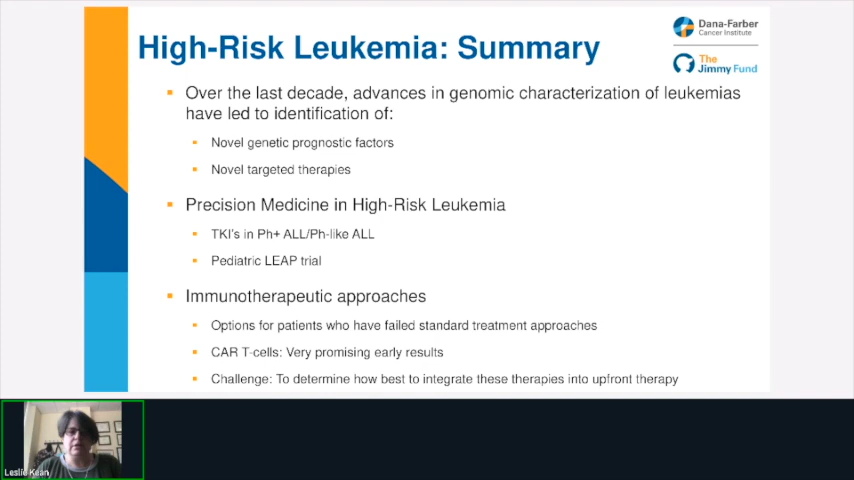 High-Risk Leukemia: Summary
Dana-Farber
Cancer Institute
The
Jimmy Fund
Over the last decade, advances in genomic characterization of leukemias
have led to identification of:
Novel genetic prognostic factors
Novel targeted therapies
Precision Medicine in High-Risk Leukemia
TKI's in Ph+ ALL/Ph-like ALL
Pediatric LEAP trial
Immunotherapeutic approaches
Options for patients who have failed standard treatment approaches
CAR T-cells: Very promising early results
Challenge: To determine how best to integrate these therapies into upfront therapy
Leslie Kean